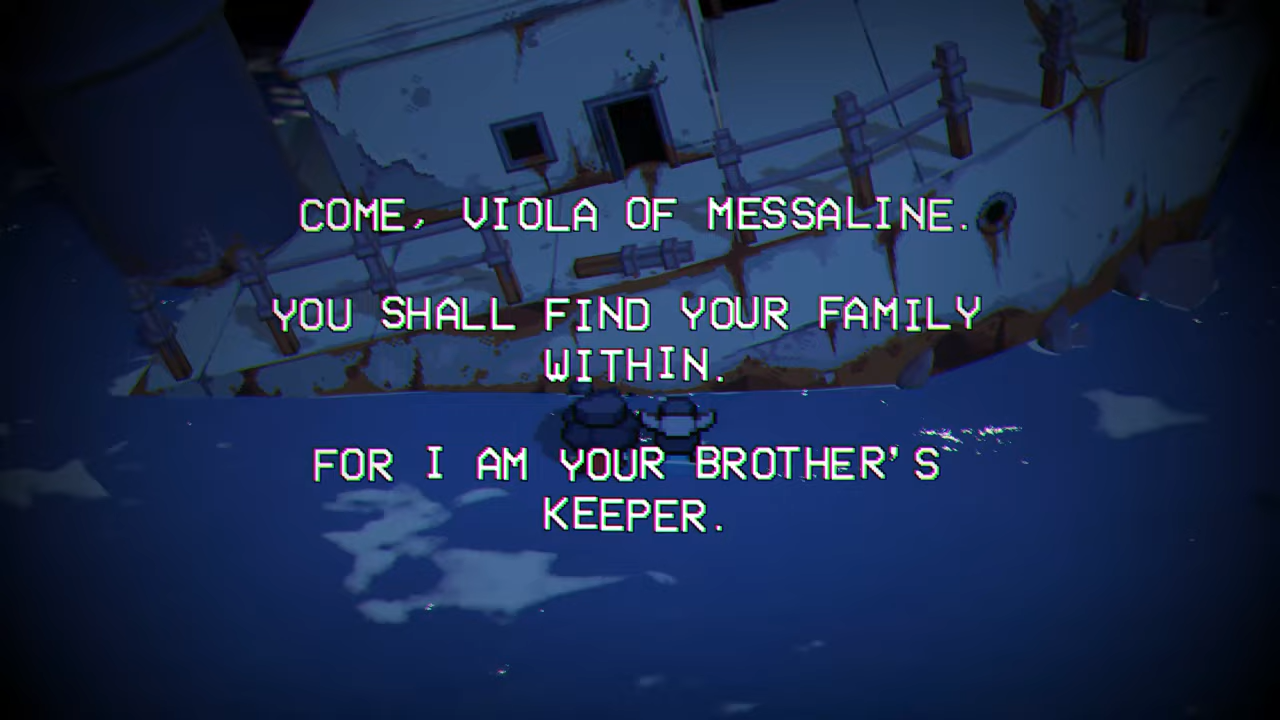 COME, VIOLA OF MESSALINE.
YOU SHALL FIND YOUR FAMILY
WITHIN.
FOR I AM YOUR BROTHER'S
KEEPER.